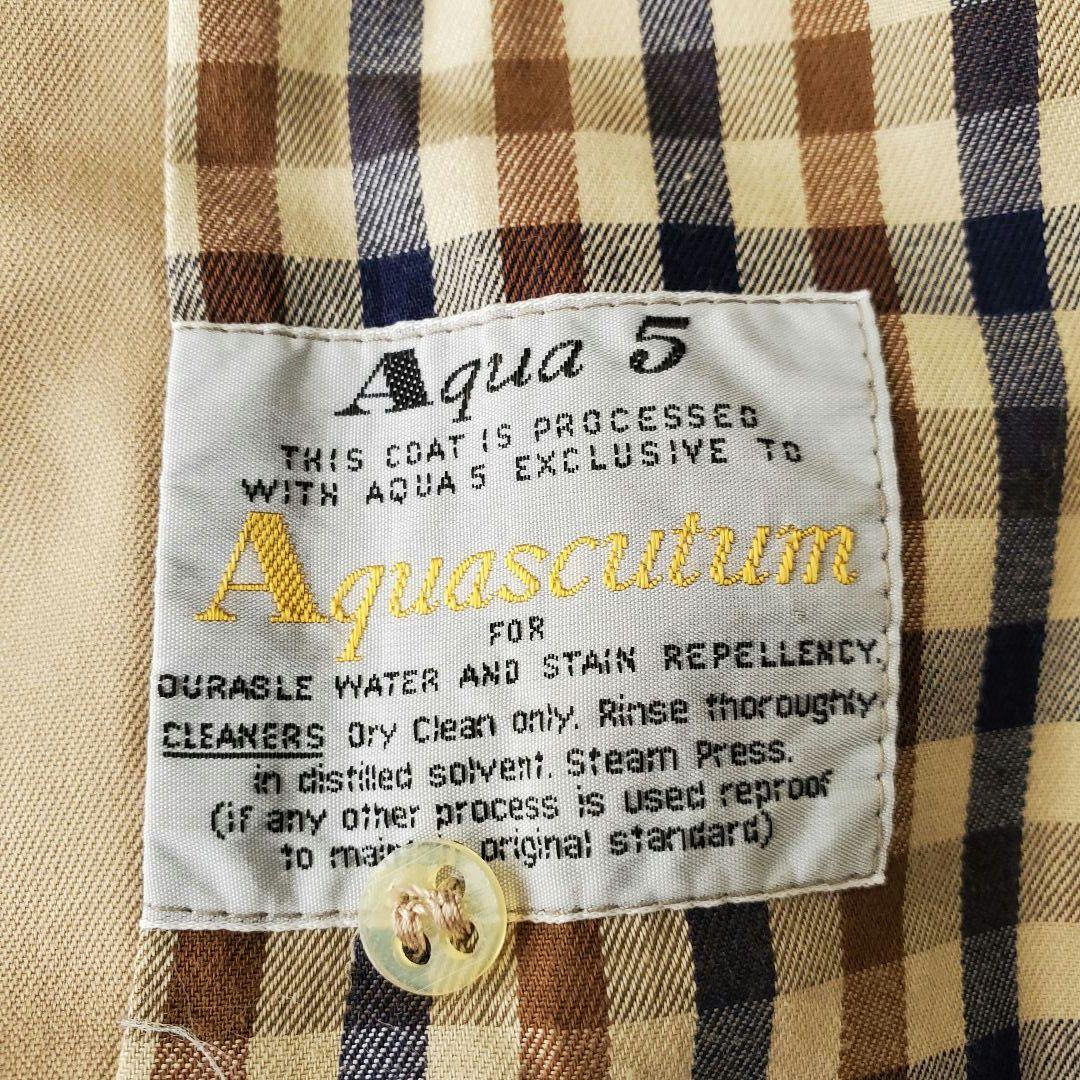 Aqua 5
THIS COAT IS PROCESSED
WITH AQUA 5 EXCLUSIVE TO
Aquascutum
FOR
DURABLE WATER AND STAIN REPELLENCY.
CLEANERS Dry Clean only. Rinse thoroughly
in distilled solvent. Steam Press.
(if any other process is used reproof
to original standard)